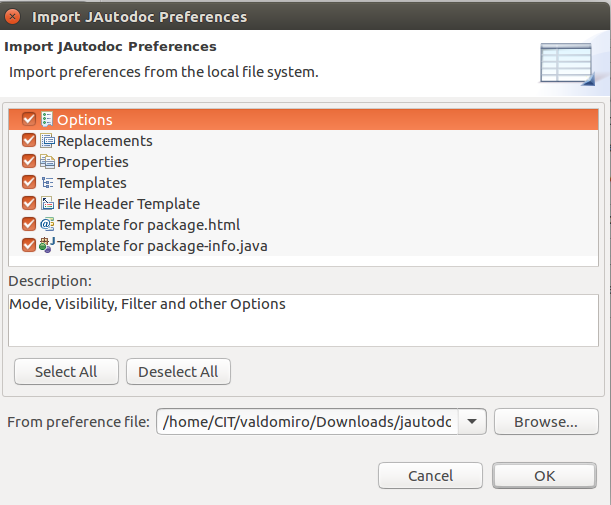 Import JAutodoc Preferences
Import JAutodoc Preferences
Import preferences from the local file system.
Options
Replacements
Properties
Templates
File Header Template
Template for package.html
Template for package-info.java
Description:
Mode, Visibility, Filter and other Options
Select All
Deselect All
From preference file: /home/CIT/valdomiro/Downloads/jautodo Browse...
Cancel
OK